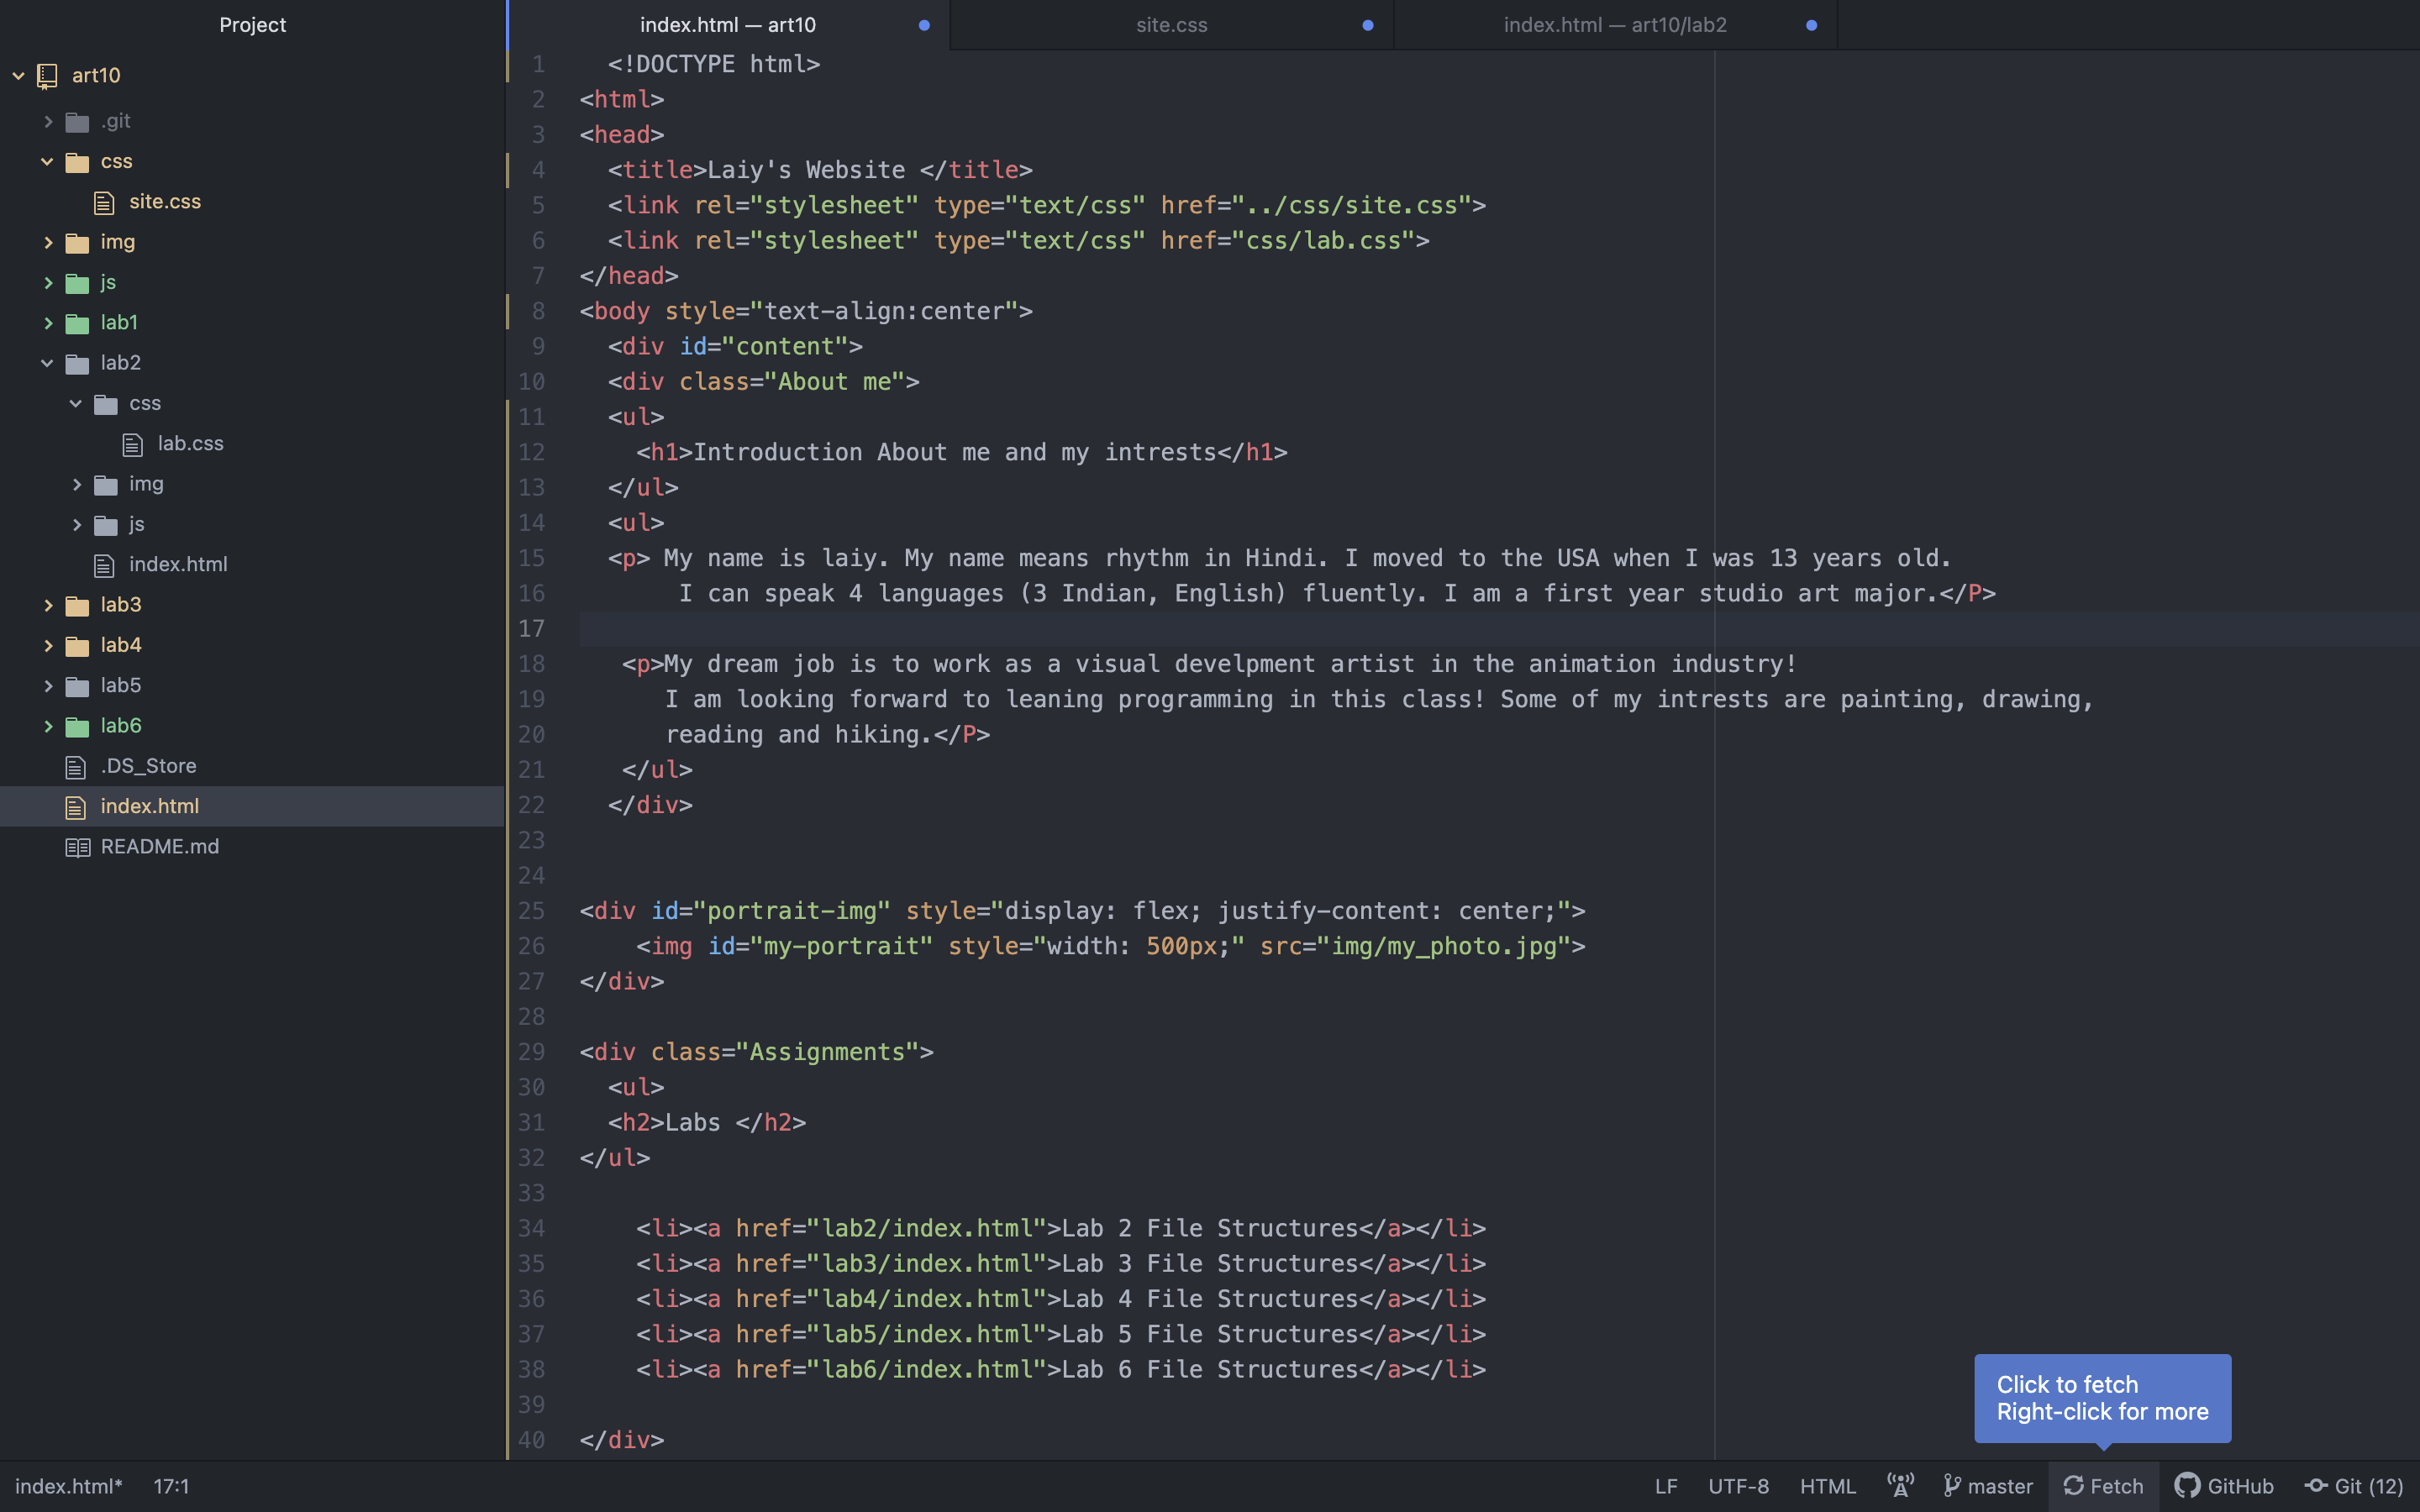 Project
art10
.git
css
site.css
img
js
lab1
lab2
css
lab.css
img
js
index.html
lab3
lab4
lab5
lab6
.DS_Store
index.html
README.md
index.html — art10
site.css
index.html — art10/lab2
1 <!DOCTYPE html>
2 <html>
3 <head>
4 <title>Laiy's Website </title>
5 <link rel="stylesheet" type="text/css" href="../css/site.css">
6 <link rel="stylesheet" type="text/css" href="css/lab.css">
7 </head>
8 <body style="text-align:center">
9 <div id="content">
10 <div class="About me">
11 <ul>
12 <h1>Introduction About me and my intrests</h1>
13 </ul>
14 <ul>
15 <p> My name is laiy. My name means rhythm in Hindi. I moved to the USA when I was 13 years old.
16 I can speak 4 languages (3 Indian, English) fluently. I am a first year studio art major.</P>
17
18 <p>My dream job is to work as a visual develpment artist in the animation industry!
19 I am looking forward to leaning programming in this class! Some of my intrests are painting, drawing,
20 reading and hiking.</P>
21 </ul>
22 </div>
23
24
25 <div id="portrait-img" style="display: flex; justify-content: center;">
26 <img id="my-portrait" style="width: 500px;" src="img/my_photo.jpg">
27 </div>
28
29 <div class="Assignments">
30 <ul>
31 <h2>Labs </h2>
32 </ul>
33
34 <li><a href="lab2/index.html">Lab 2 File Structures</a></li>
35 <li><a href="lab3/index.html">Lab 3 File Structures</a></li>
36 <li><a href="lab4/index.html">Lab 4 File Structures</a></li>
37 <li><a href="lab5/index.html">Lab 5 File Structures</a></li>
38 <li><a href="lab6/index.html">Lab 6 File Structures</a></li>
39
40 </div>
Click to fetch
Right-click for more
index.html* 17:1 LF UTF-8 HTML master Fetch GitHub Git (12)